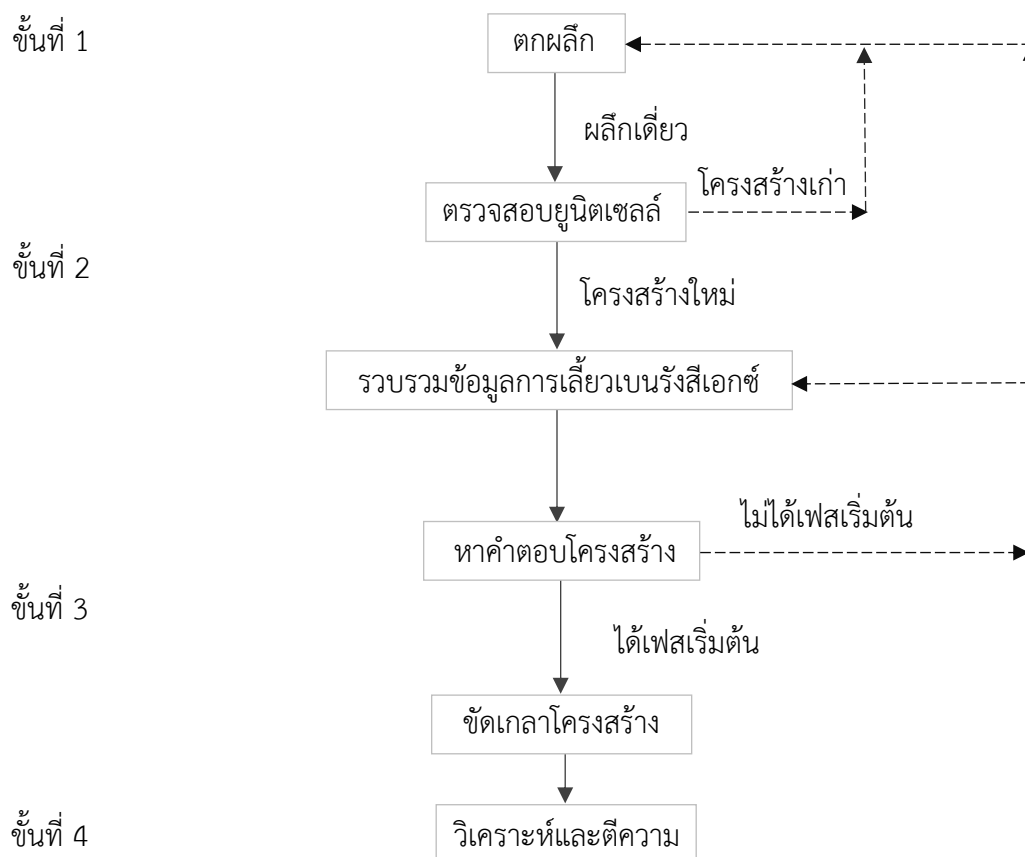 ขั้นที่ 1
ตกผลึก
ผลึกเดี่ยว
โครงสร้างเก่า
ตรวจสอบยูนิตเซลล์
ขั้นที่ 2
โครงสร้างใหม่
รวบรวมข้อมูลการเลี้ยวเบนรังสีเอกซ์
ไม่ได้เฟสเริ่มต้น
หาคำตอบโครงสร้าง
ขั้นที่ 3
ได้เฟสเริ่มต้น
ขัดเกลาโครงสร้าง
ขั้นที่ 4
วิเคราะห์และตีความ